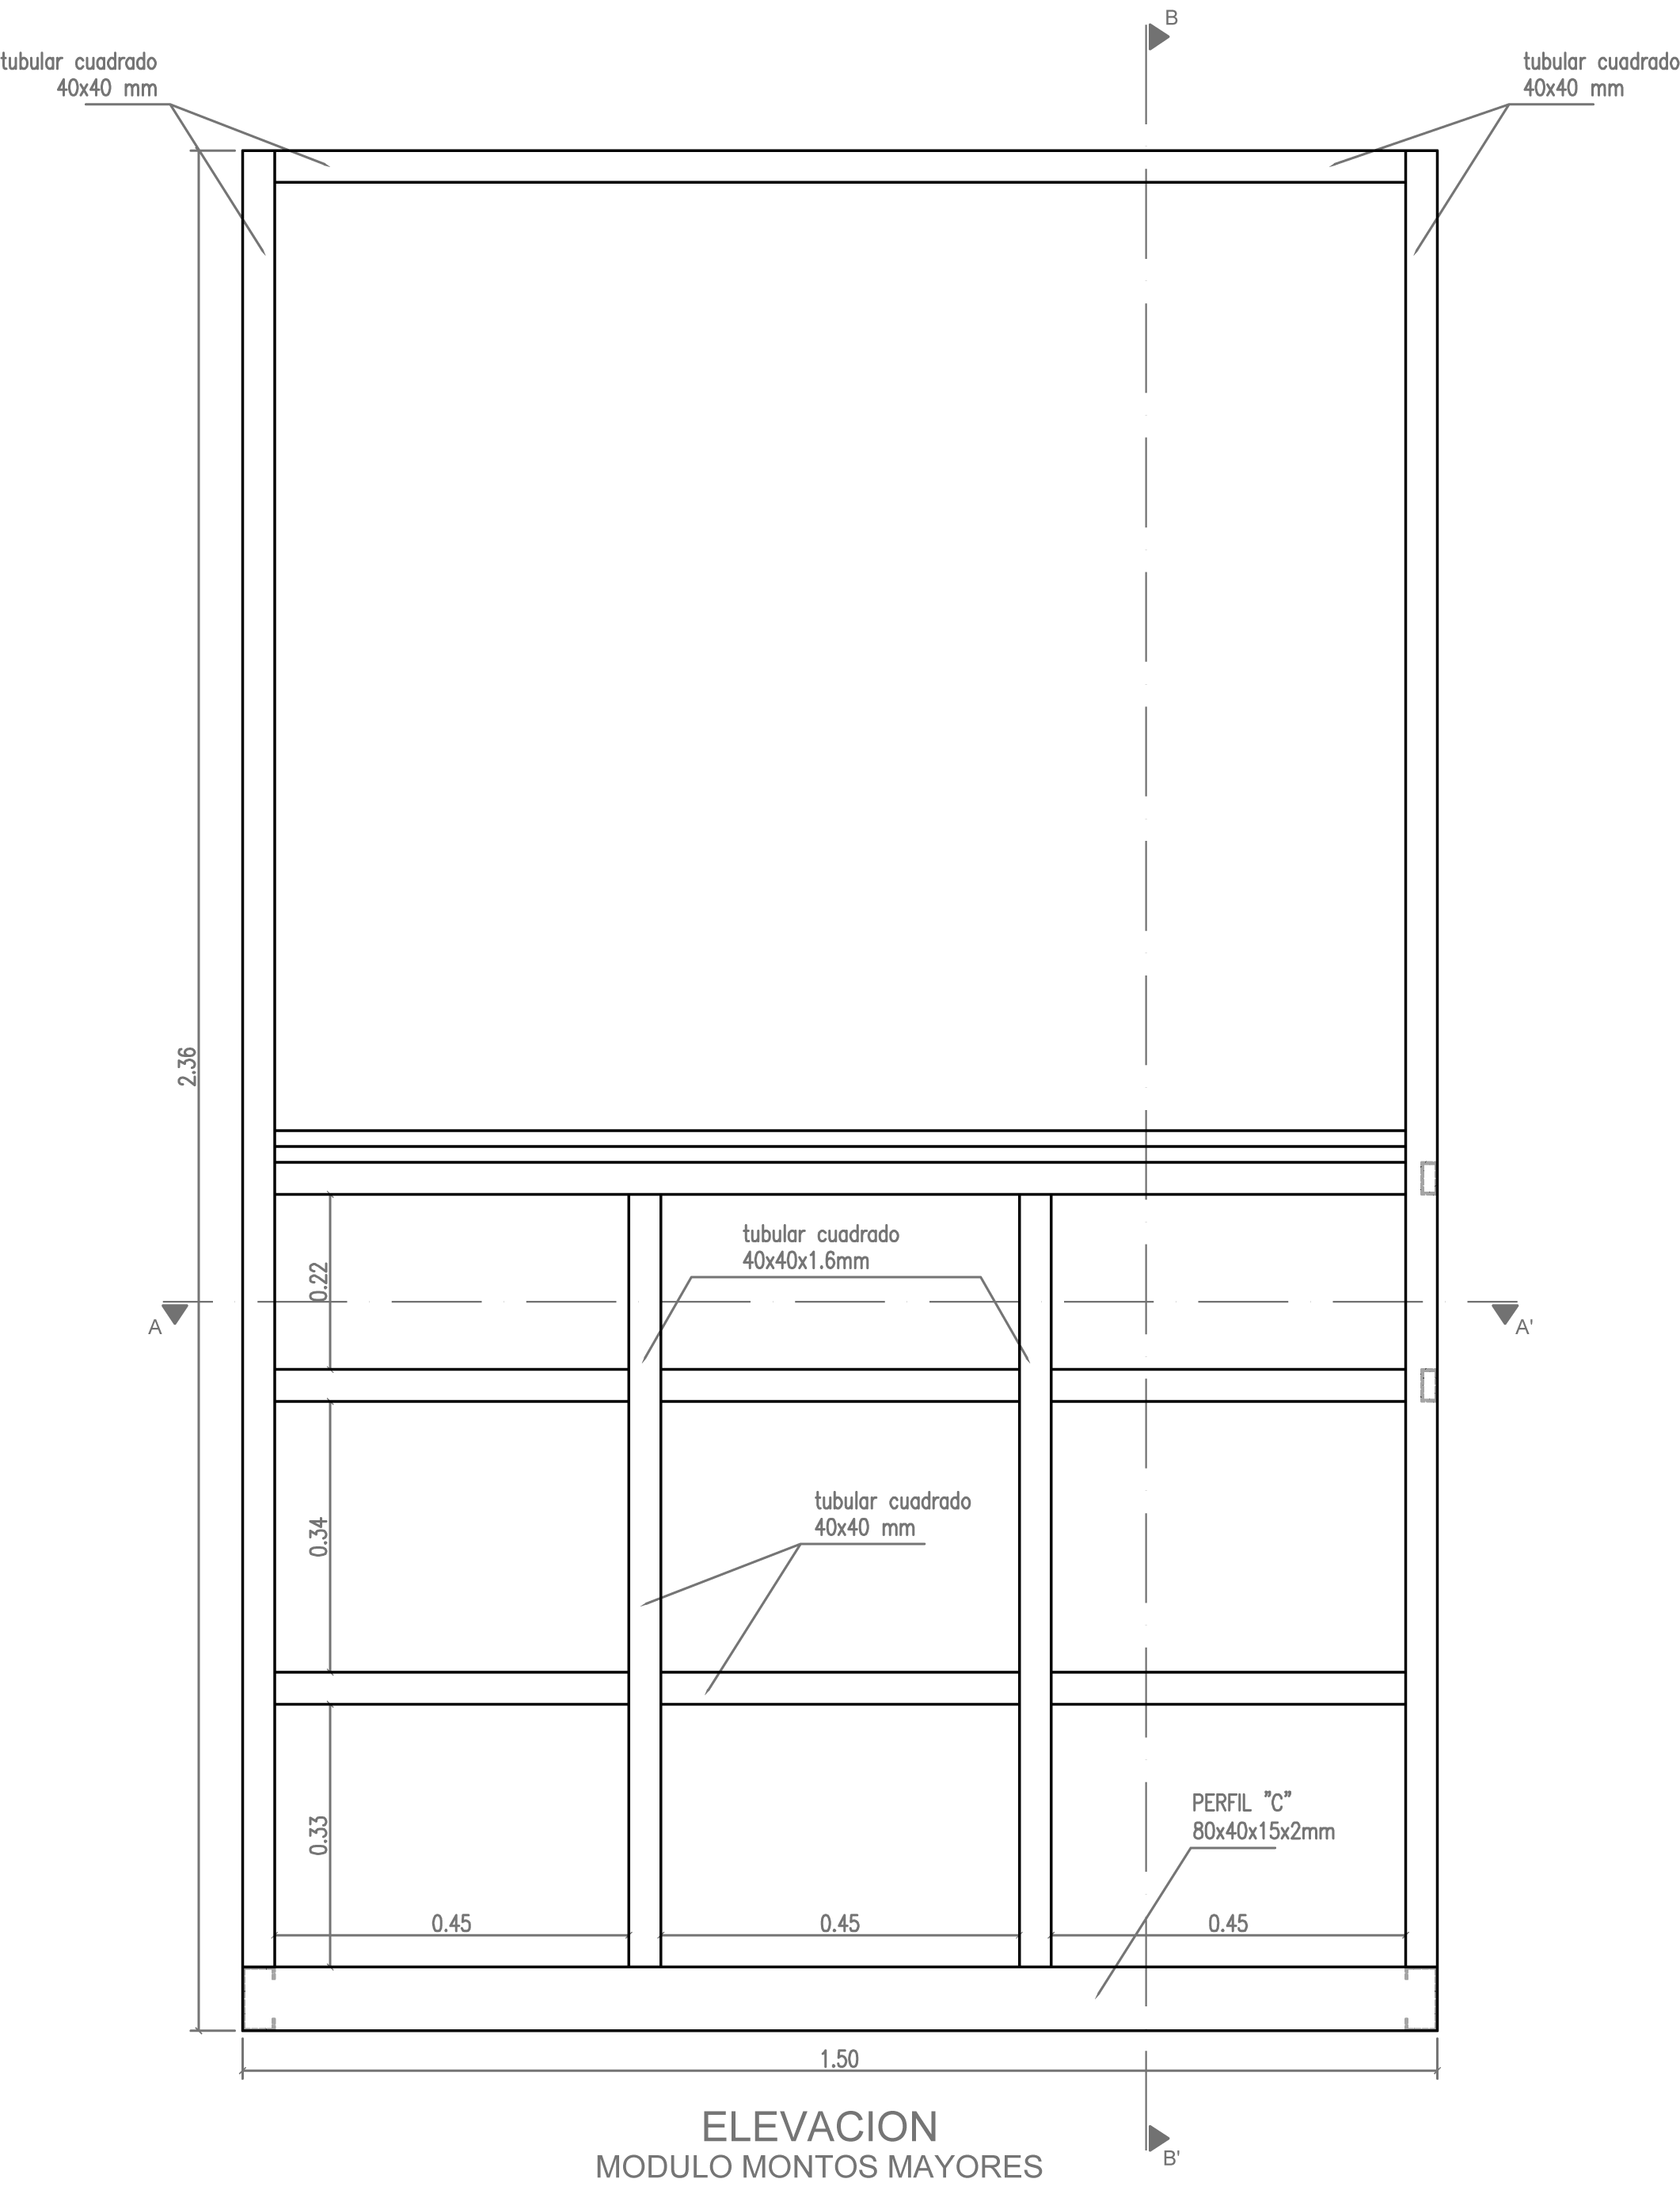 B
tubular cuadrado
40x40 mm
tubular cuadrado
40x40 mm
2.36
0.22
tubular cuadrado
40x40x1.6mm
A
A'
0.34
tubular cuadrado
40x40 mm
0.33
PERFIL "C"
80x40x15x2mm
0.45
0.45
0.45
1.50
ELEVACION
MODULO MONTOS MAYORES
B'